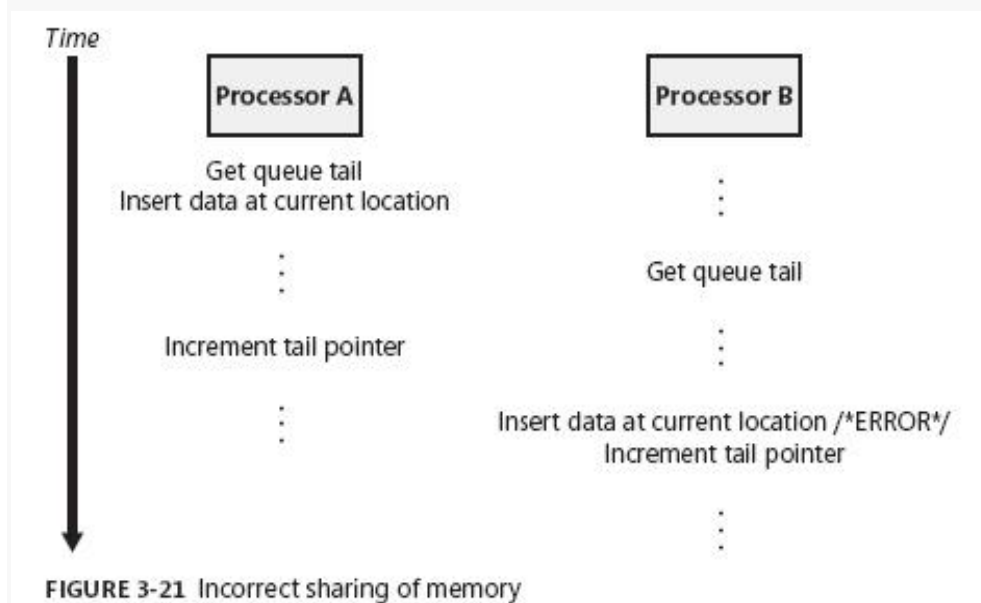 Time
Processor A
Processor B
Get queue tail
Insert data at current location
Get queue tail
Increment tail pointer
Insert data at current location /*ERROR*/
Increment tail pointer
FIGURE 3-21 Incorrect sharing of memory